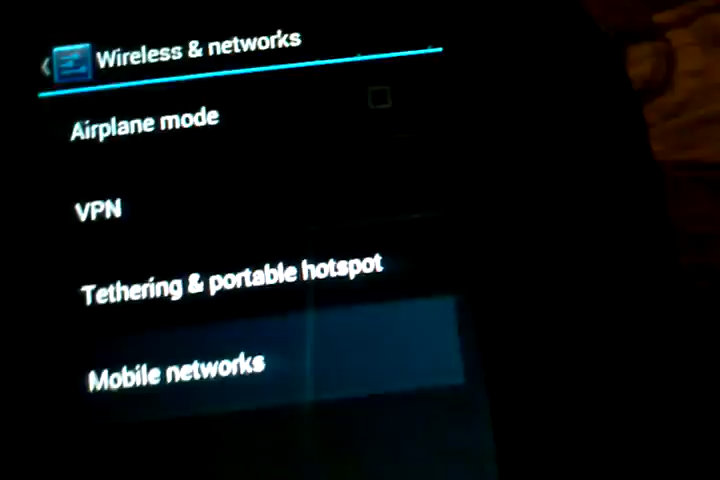 Wireless & networks
Airplane mode
VPN
Tethering & portable hotspot
Mobile networks